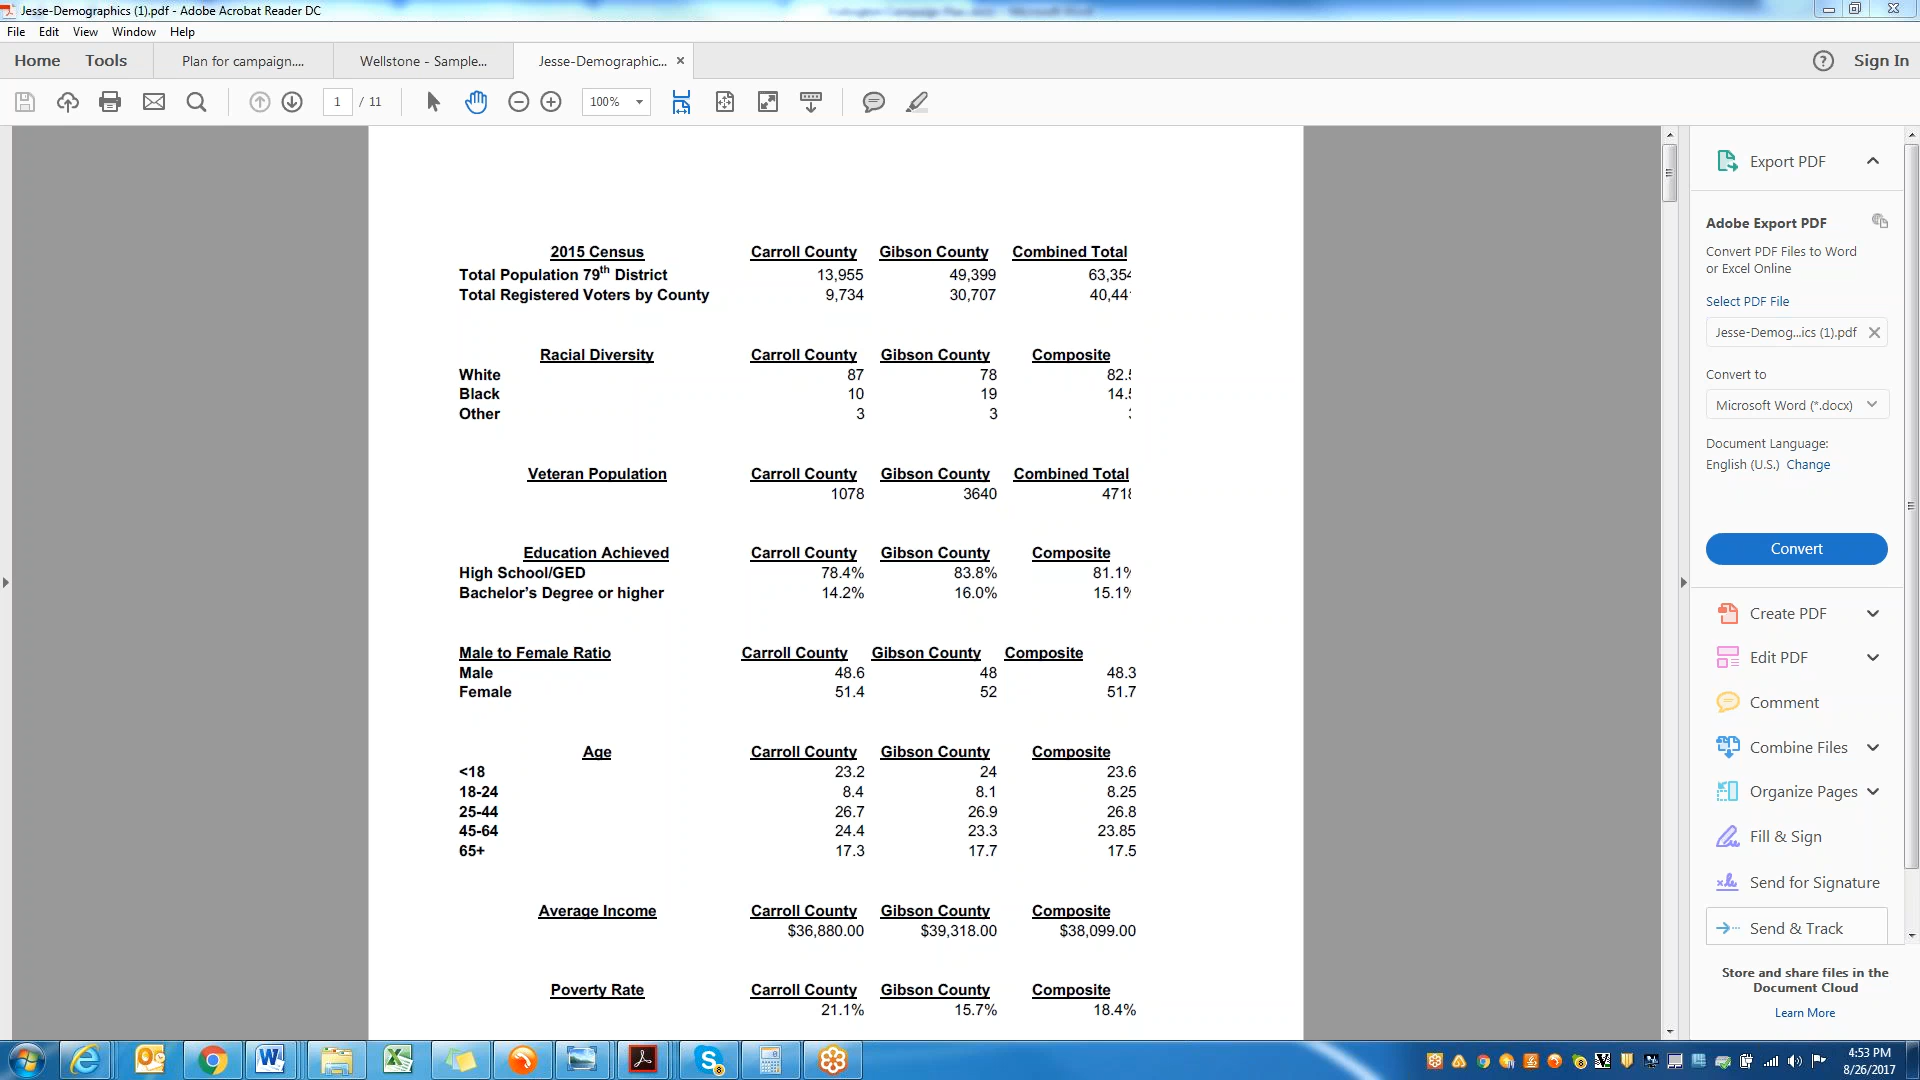 Jesse-Demographics (1).pdf - Adobe Acrobat Reader DC
File Edit View Window Help
Home Tools Plan for campaign.... Wellstone - Sample... Jesse-Demographic... × Sign In
1 / 11 100%
2015 Census Carroll County Gibson County Combined Total
Total Population 79th District 13,955 49,399 63,354
Total Registered Voters by County 9,734 30,707 40,44
Racial Diversity Carroll County Gibson County Composite
White 87 78 82.5
Black 10 19 14.5
Other 3 3
Veteran Population Carroll County Gibson County Combined Total
1078 3640 4718
Education Achieved Carroll County Gibson County Composite
High School/GED 78.4% 83.8% 81.1%
Bachelor’s Degree or higher 14.2% 16.0% 15.1%
Male to Female Ratio Carroll County Gibson County Composite
Male 48.6 48 48.3
Female 51.4 52 51.7
Age Carroll County Gibson County Composite
<18 23.2 24 23.6
18-24 8.4 8.1 8.25
25-44 26.7 26.9 26.8
45-64 24.4 23.3 23.85
65+ 17.3 17.7 17.5
Average Income Carroll County Gibson County Composite
$36,880.00 $39,318.00 $38,099.00
Poverty Rate Carroll County Gibson County Composite
21.1% 15.7% 18.4%
Export PDF
Adobe Export PDF
Convert PDF Files to Word
or Excel Online
Select PDF File
Jesse-Demog...ics (1).pdf
Convert to
Microsoft Word (*.docx)
Document Language:
English (U.S.) Change
Convert
Create PDF
Edit PDF
Comment
Combine Files
Organize Pages
Fill & Sign
Send for Signature
Send & Track
Store and share files in the
Document Cloud
Learn More
4:53 PM
8/26/2017